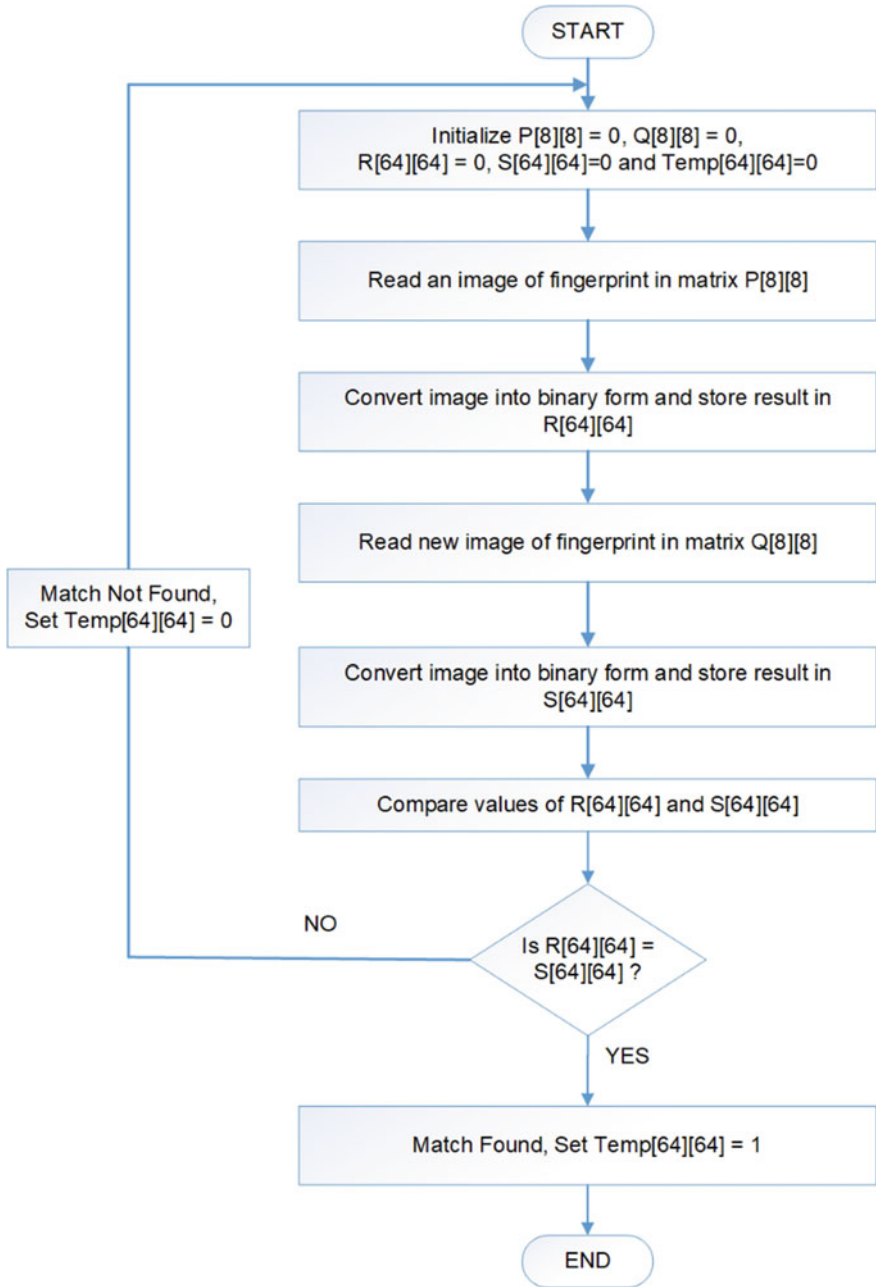 START
Initialize P[8][8] = 0, Q[8][8] = 0,
R[64][64] = 0, S[64][64]=0 and Temp[64][64]=0
Read an image of fingerprint in matrix P[8][8]
Convert image into binary form and store result in
R[64][64]
Read new image of fingerprint in matrix Q[8][8]
Match Not Found,
Set Temp[64][64] = 0
Convert image into binary form and store result in
S[64][64]
Compare values of R[64][64] and S[64][64]
NO
Is R[64][64] =
S[64][64] ?
YES
Match Found, Set Temp[64][64] = 1
END